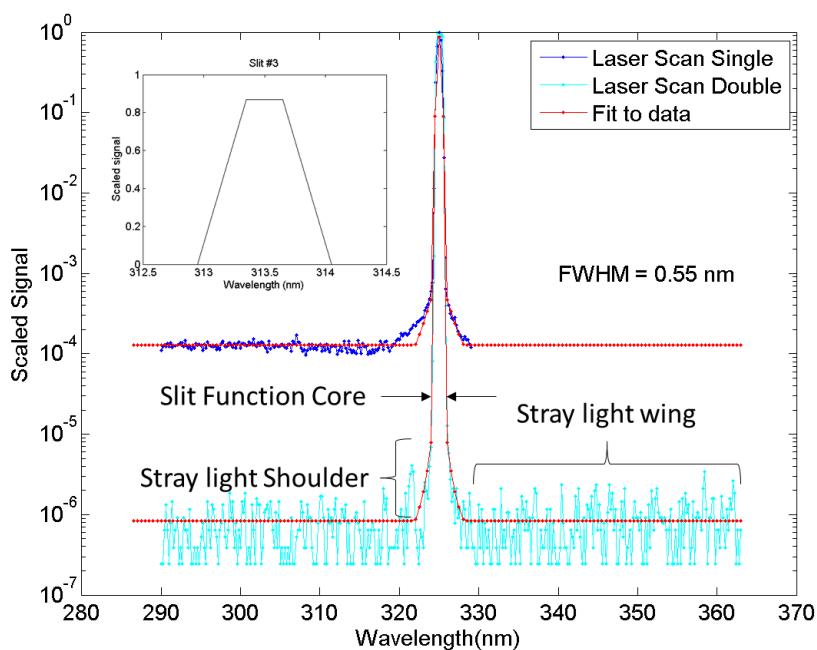 10^0
10^-1
10^-2
10^-3
10^-4
10^-5
10^-6
10^-7
Scaled Signal
Slit #3
1
0.8
0.6
0.4
0.2
0
Scaled signal
312.5 313 313.5 314 314.5
Wavelength (nm)
Laser Scan Single
Laser Scan Double
Fit to data
FWHM = 0.55 nm
Slit Function Core
Stray light wing
Stray light Shoulder
280 290 300 310 320 330 340 350 360 370
Wavelength(nm)